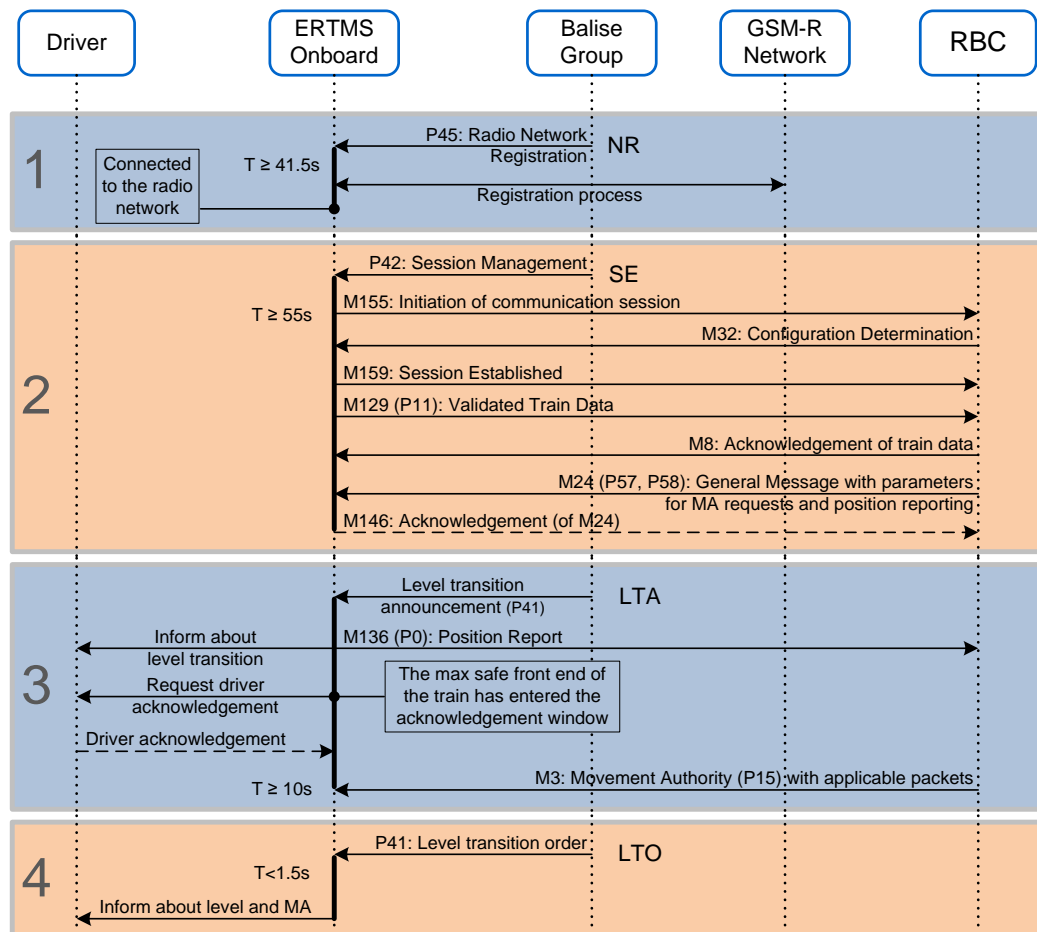 Driver
ERTMS
Onboard
Balise
Group
GSM-R
Network
RBC
1
P45: Radio Network
Registration
NR
T ≥ 41.5s
Connected
to the radio
network
Registration process
2
P42: Session Management
SE
T ≥ 55s
M155: Initiation of communication session
M32: Configuration Determination
M159: Session Established
M129 (P11): Validated Train Data
M8: Acknowledgement of train data
M24 (P57, P58): General Message with parameters
for MA requests and position reporting
M146: Acknowledgement (of M24)
3
Level transition
announcement (P41)
LTA
Inform about
level transition
M136 (P0): Position Report
Request driver
acknowledgement
The max safe front end of
the train has entered the
acknowledgement window
Driver acknowledgement
T ≥ 10s
M3: Movement Authority (P15) with applicable packets
4
P41: Level transition order
LTO
T<1.5s
Inform about level and MA